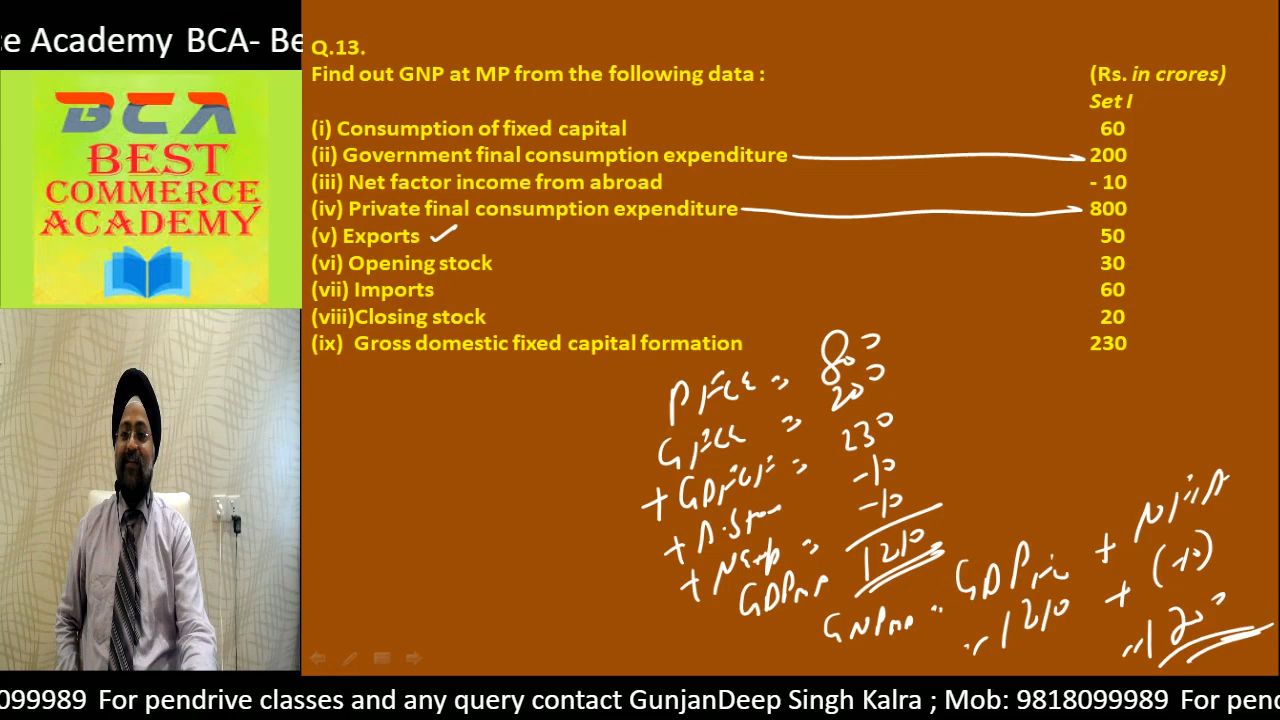 ce Academy BCA- Be
BCA
BEST
COMMERCE
ACADEMY
Q.13.
Find out GNP at MP from the following data : (Rs. in crores)
Set I
(i) Consumption of fixed capital 60
(ii) Government final consumption expenditure 200
(iii) Net factor income from abroad - 10
(iv) Private final consumption expenditure 800
(v) Exports 50
(vi) Opening stock 30
(vii) Imports 60
(viii)Closing stock 20
(ix) Gross domestic fixed capital formation 230
PFCE = 800
GFCE = 200
+ GDFCF = 230
+ -10
+ NExp = -10
GDPMP 1210
GNPMP = GDPMP + NFIA
= 1210 + (-10)
= 1200
099989 For pendrive classes and any query contact GunjanDeep Singh Kalra ; Mob: 9818099989 For pend